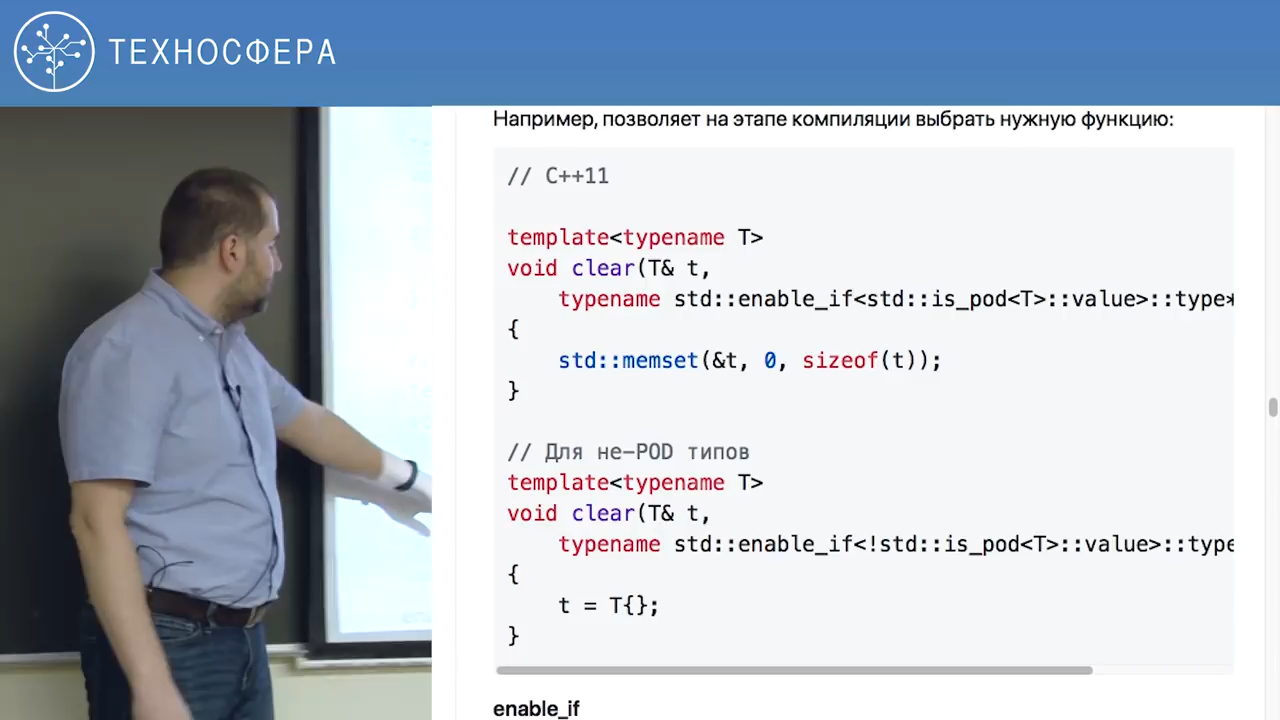 ТЕХНОСФЕРА
Например, позволяет на этапе компиляции выбрать нужную функцию:
// C++11
template<typename T>
void clear(T& t,
typename std::enable_if<std::is_pod<T>::value>::type*
{
std::memset(&t, 0, sizeof(t));
}
// Для не-POD типов
template<typename T>
void clear(T& t,
typename std::enable_if<!std::is_pod<T>::value>::type
{
t = T{};
}
enable_if